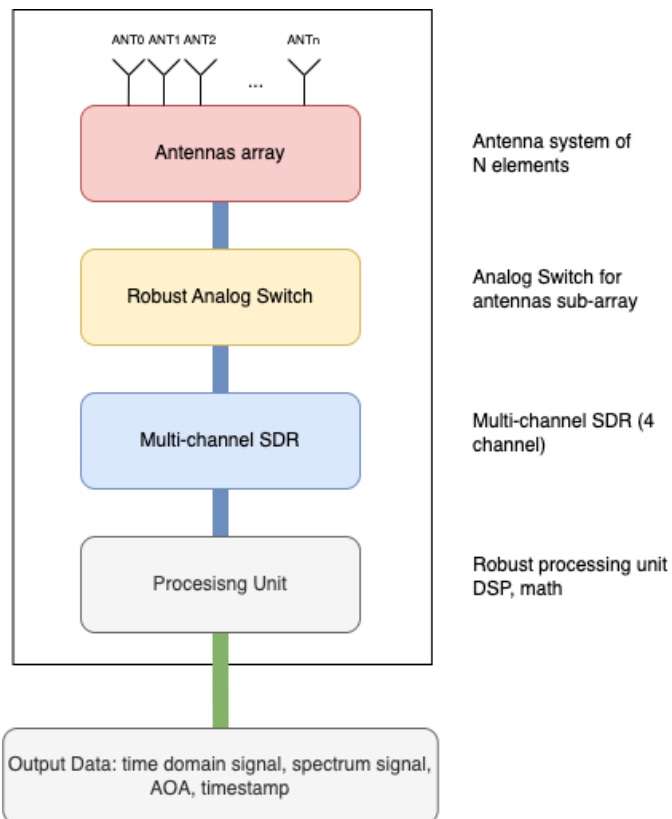 ANT0 ANT1 ANT2 ... ANTn
Antennas array
Antenna system of
N elements
Robust Analog Switch
Analog Switch for
antennas sub-array
Multi-channel SDR
Multi-channel SDR (4
channel)
Procesisng Unit
Robust processing unit
DSP, math
Output Data: time domain signal, spectrum signal,
AOA, timestamp